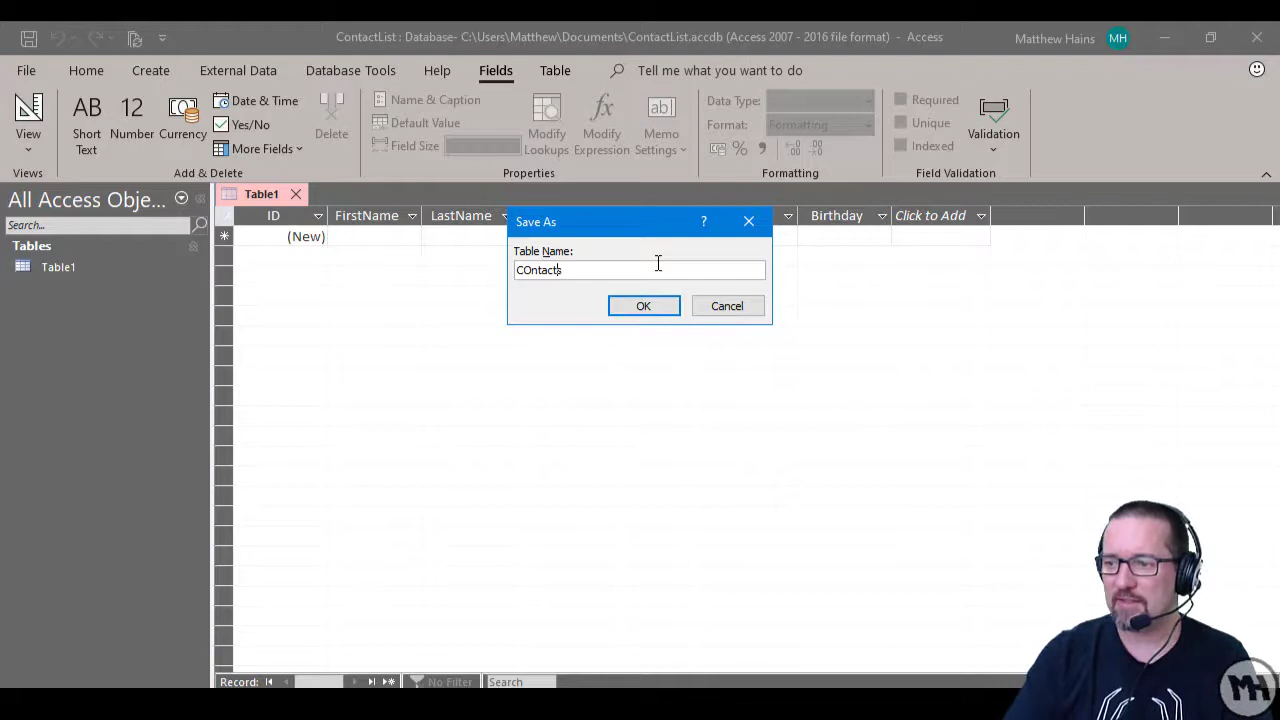 ContactList : Database- C:\Users\Matthew\Documents\ContactList.accdb (Access 2007 - 2016 file format) - Access
Matthew Hains MH
File Home Create External Data Database Tools Help Fields Table Tell me what you want to do
View
Views
AB Short Text
12 Number
Currency
Date & Time
Yes/No
More Fields
Delete
Add & Delete
Name & Caption
Default Value
Field Size
Modify Lookups
fx Modify Expression
ab| Memo Settings
Properties
Data Type:
Format: Formatting
%
Formatting
Required
Unique
Indexed
Validation
Field Validation
All Access Obje...
Search...
Tables
Table1
Table1
ID FirstName LastName Birthday Click to Add
(New)
Save As ?
Table Name:
COntacts
OK Cancel
Record: No Filter Search
MH